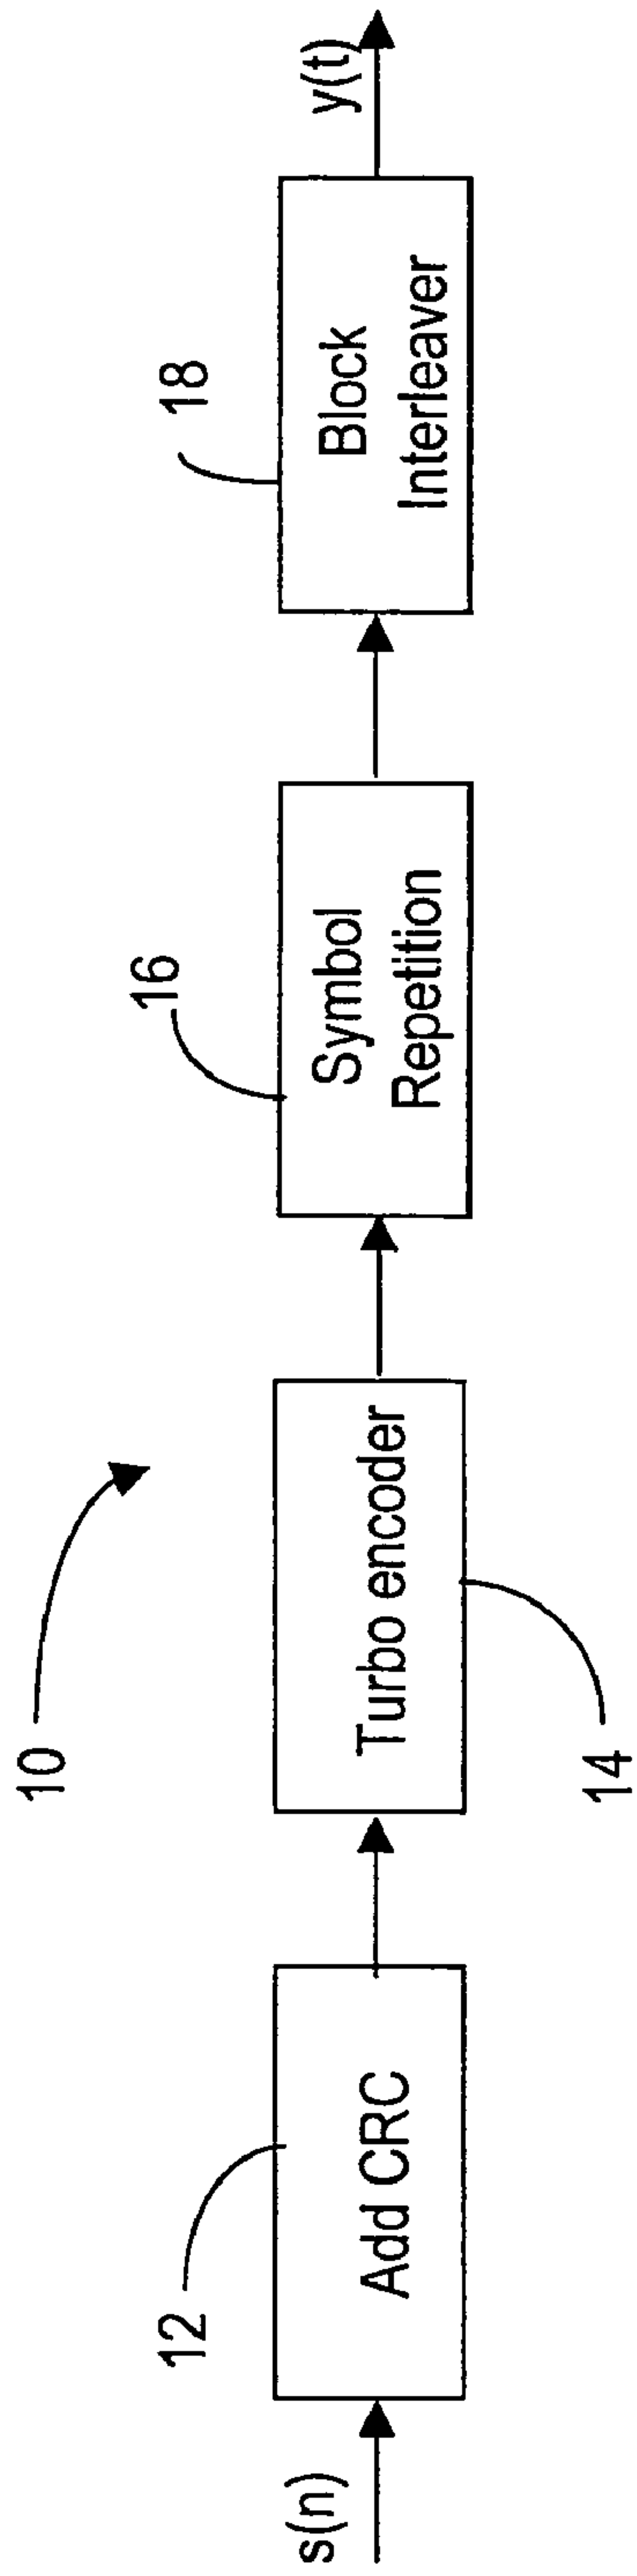 s(n)
12
Add CRC
10
Turbo encoder
14
16
Symbol
Repetition
18
Block
Interleaver
y(t)